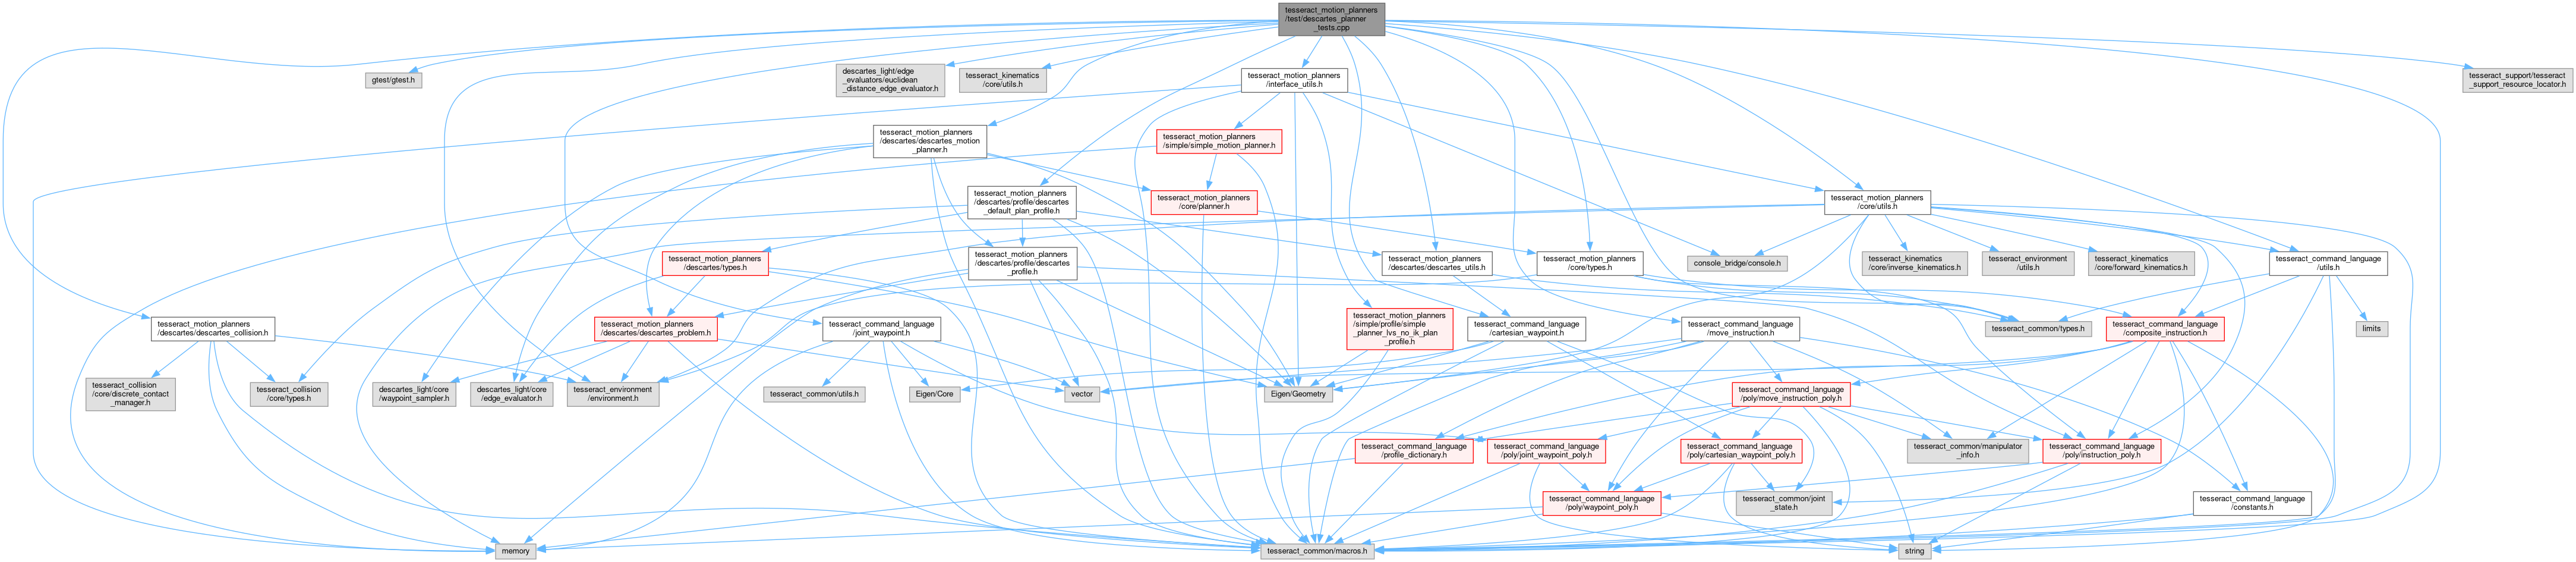 tesseract_motion_planners
/test/descartes_planner
_tests.cpp
gtest/gtest.h
descartes_light/edge
_evaluators/euclidean
_distance_edge_evaluator.h
tesseract_kinematics
/core/utils.h
tesseract_motion_planners
/interface_utils.h
tesseract_support/tesseract
_support_resource_locator.h
tesseract_motion_planners
/descartes/descartes_motion
_planner.h
tesseract_motion_planners
/simple/simple_motion_planner.h
tesseract_motion_planners
/descartes/profile/descartes
_default_plan_profile.h
tesseract_motion_planners
/core/planner.h
tesseract_motion_planners
/core/utils.h
tesseract_motion_planners
/descartes/types.h
tesseract_motion_planners
/descartes/profile/descartes
_profile.h
tesseract_motion_planners
/descartes/descartes_utils.h
tesseract_motion_planners
/core/types.h
console_bridge/console.h
tesseract_kinematics
/core/inverse_kinematics.h
tesseract_environment
/utils.h
tesseract_kinematics
/core/forward_kinematics.h
tesseract_command_language
/utils.h
tesseract_motion_planners
/descartes/descartes_collision.h
tesseract_motion_planners
/descartes/descartes_problem.h
tesseract_command_language
/joint_waypoint.h
tesseract_motion_planners
/simple/profile/simple
_planner_lvs_no_ik_plan
_profile.h
tesseract_command_language
/cartesian_waypoint.h
tesseract_command_language
/move_instruction.h
tesseract_common/types.h
tesseract_command_language
/composite_instruction.h
limits
tesseract_collision
/core/discrete_contact
_manager.h
tesseract_collision
/core/types.h
descartes_light/core
/waypoint_sampler.h
descartes_light/core
/edge_evaluator.h
tesseract_environment
/environment.h
tesseract_common/utils.h
Eigen/Core
vector
Eigen/Geometry
tesseract_command_language
/poly/move_instruction_poly.h
tesseract_command_language
/profile_dictionary.h
tesseract_command_language
/poly/joint_waypoint_poly.h
tesseract_command_language
/poly/cartesian_waypoint_poly.h
tesseract_common/manipulator
_info.h
tesseract_command_language
/poly/instruction_poly.h
tesseract_command_language
/poly/waypoint_poly.h
tesseract_common/joint
_state.h
tesseract_command_language
/constants.h
memory
tesseract_common/macros.h
string